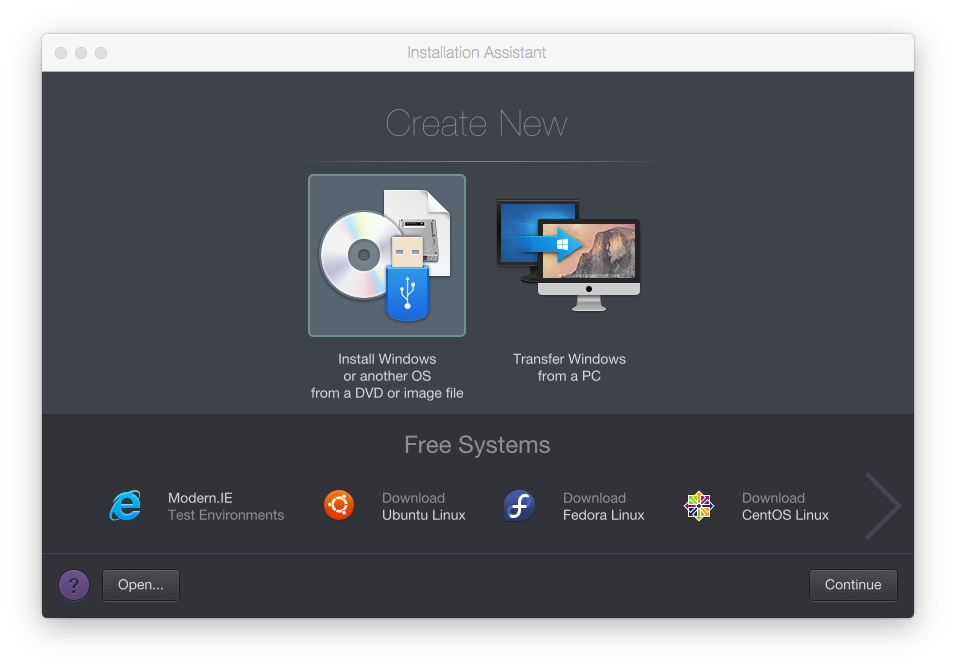 Installation Assistant
Create New
Install Windows
or another OS
from a DVD or image file
Transfer Windows
from a PC
Free Systems
Modern.IE
Test Environments
Download
Ubuntu Linux
Download
Fedora Linux
Download
CentOS Linux
?
Open...
Continue